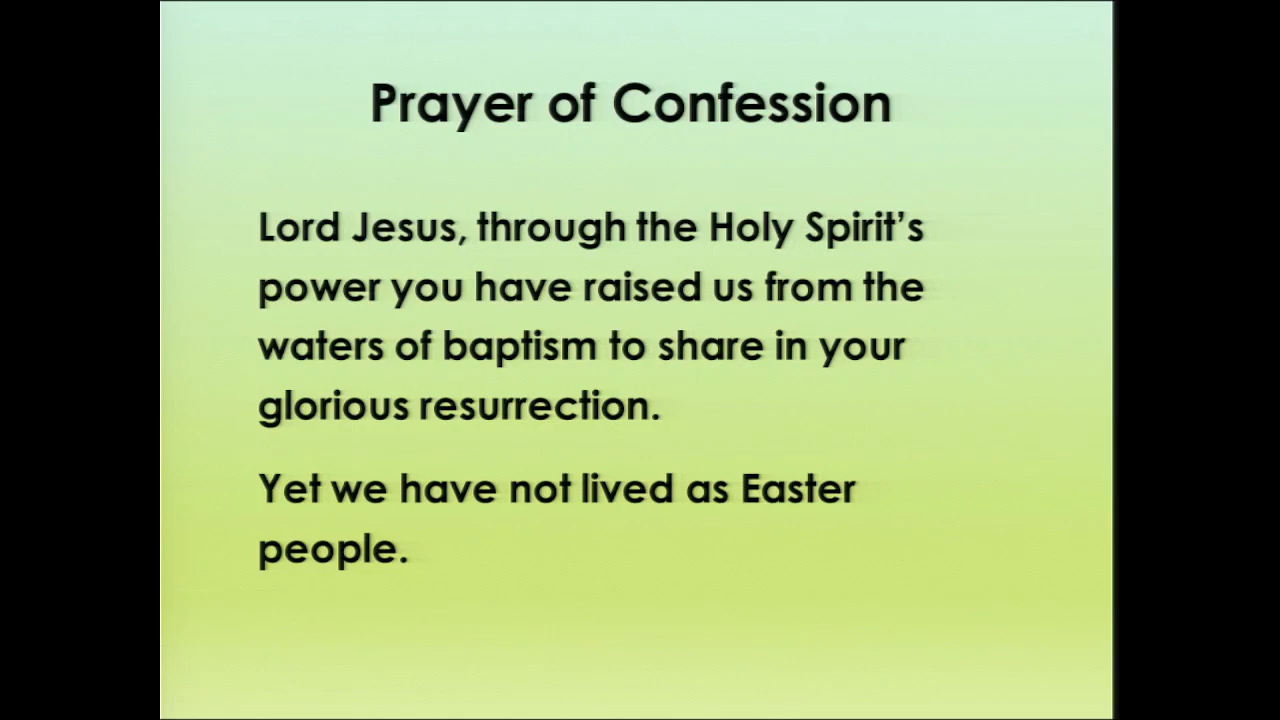 Prayer of Confession
Lord Jesus, through the Holy Spirit’s
power you have raised us from the
waters of baptism to share in your
glorious resurrection.
Yet we have not lived as Easter
people.